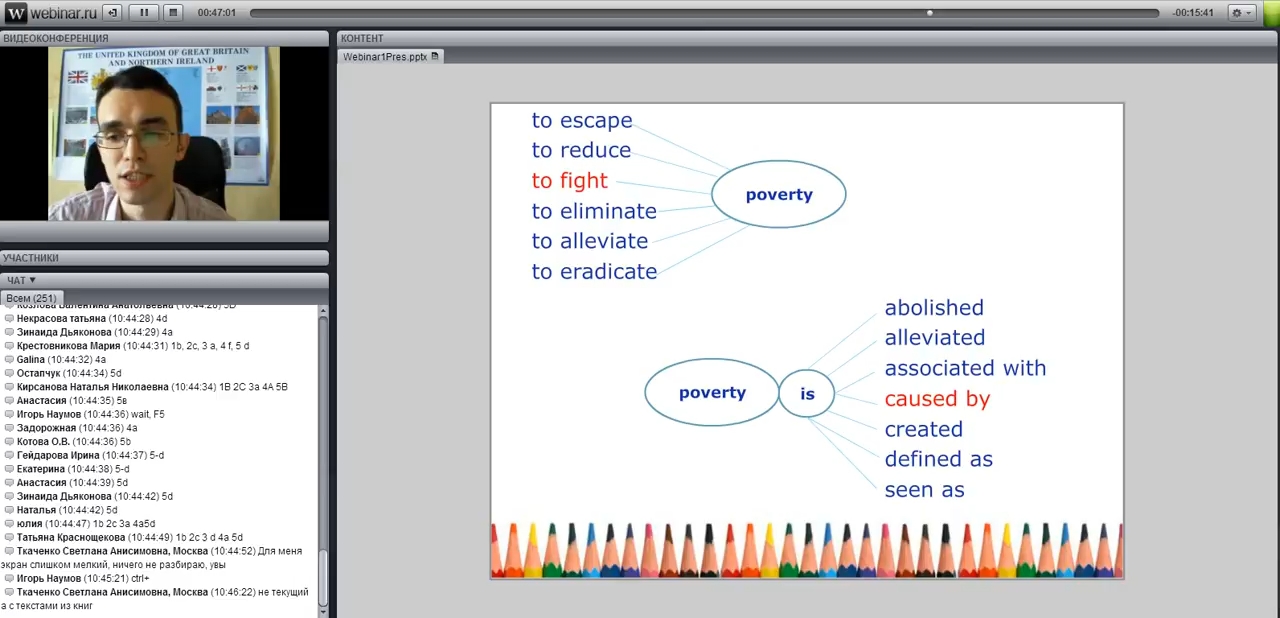 W webinar.ru
00:47:01
-00:15:41
ВИДЕОКОНФЕРЕНЦИЯ
THE UNITED KINGDOM OF GREAT BRITAIN
AND NORTHERN IRELAND
УЧАСТНИКИ
ЧАТ
Всем (251)
Козлова Валентина Анатольевна (10:44:28) 5D
Некрасова татьяна (10:44:28) 4d
Зинаида Дьяконова (10:44:29) 4a
Крестовникова Мария (10:44:31) 1b, 2c, 3 a, 4 f, 5 d
Galina (10:44:32) 4a
Остапчук (10:44:34) 5d
Кирсанова Наталья Николаевна (10:44:34) 1B 2C 3a 4A 5B
Анастасия (10:44:35) 5в
Игорь Наумов (10:44:36) wait, F5
Задорожная (10:44:36) 4a
Котова О.В. (10:44:36) 5b
Гейдарова Ирина (10:44:37) 5-d
Екатерина (10:44:38) 5-d
Анастасия (10:44:39) 5d
Зинаида Дьяконова (10:44:42) 5d
Наталья (10:44:42) 5d
юлия (10:44:47) 1b 2c 3a 4a5d
Татьяна Краснощекова (10:44:49) 1b 2c 3 d 4a 5d
Ткаченко Светлана Анисимовна, Москва (10:44:52) Для меня
экран слишком мелкий, ничего не разбираю, увы
Игорь Наумов (10:45:21) ctrl+
Ткаченко Светлана Анисимовна, Москва (10:46:22) не текущий
а с текстами из книг
КОНТЕНТ
Webinar1Pres.pptx
to escape
to reduce
to fight
to eliminate
to alleviate
to eradicate
poverty
poverty
is
abolished
alleviated
associated with
caused by
created
defined as
seen as